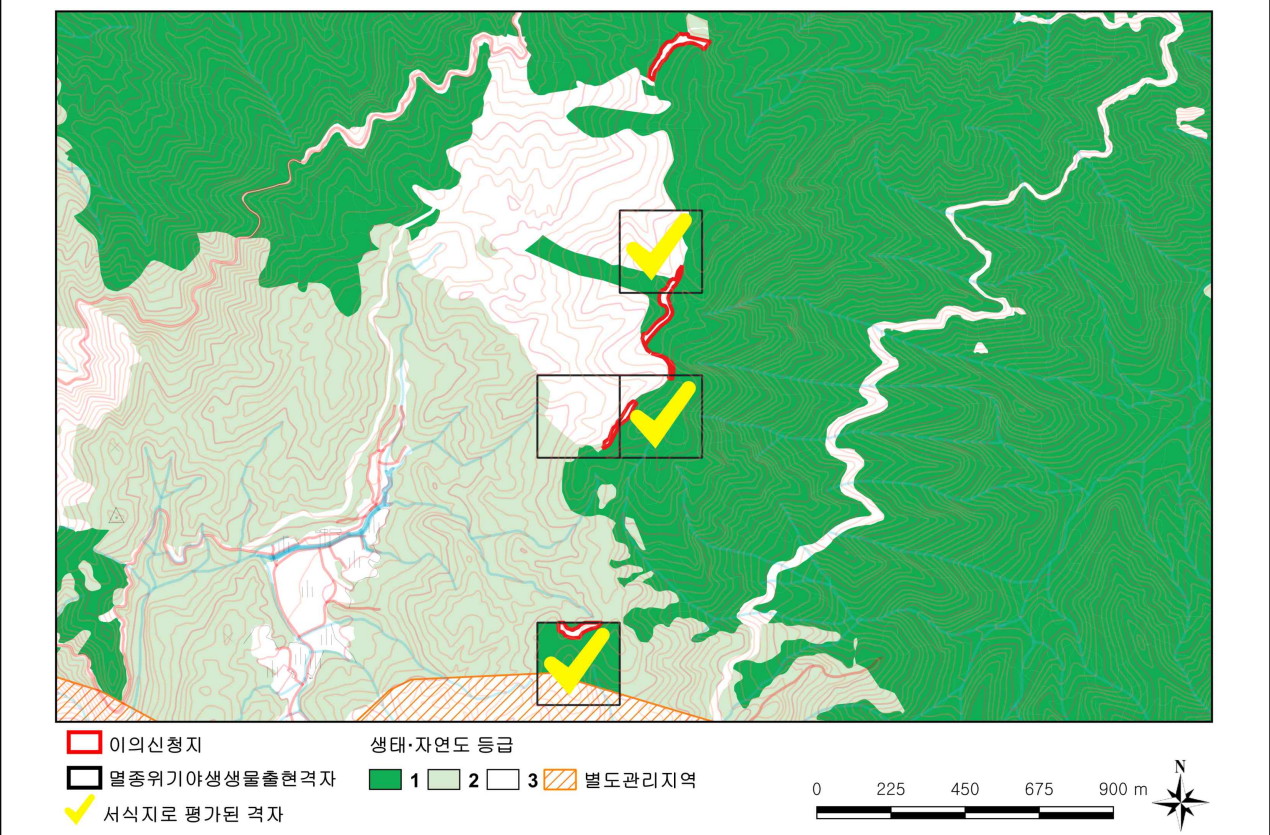 이의신청지
생태·자연도 등급
멸종위기야생생물출현격자
1 2 3 별도관리지역
서식지로 평가된 격자
0 225 450 675 900 m
N